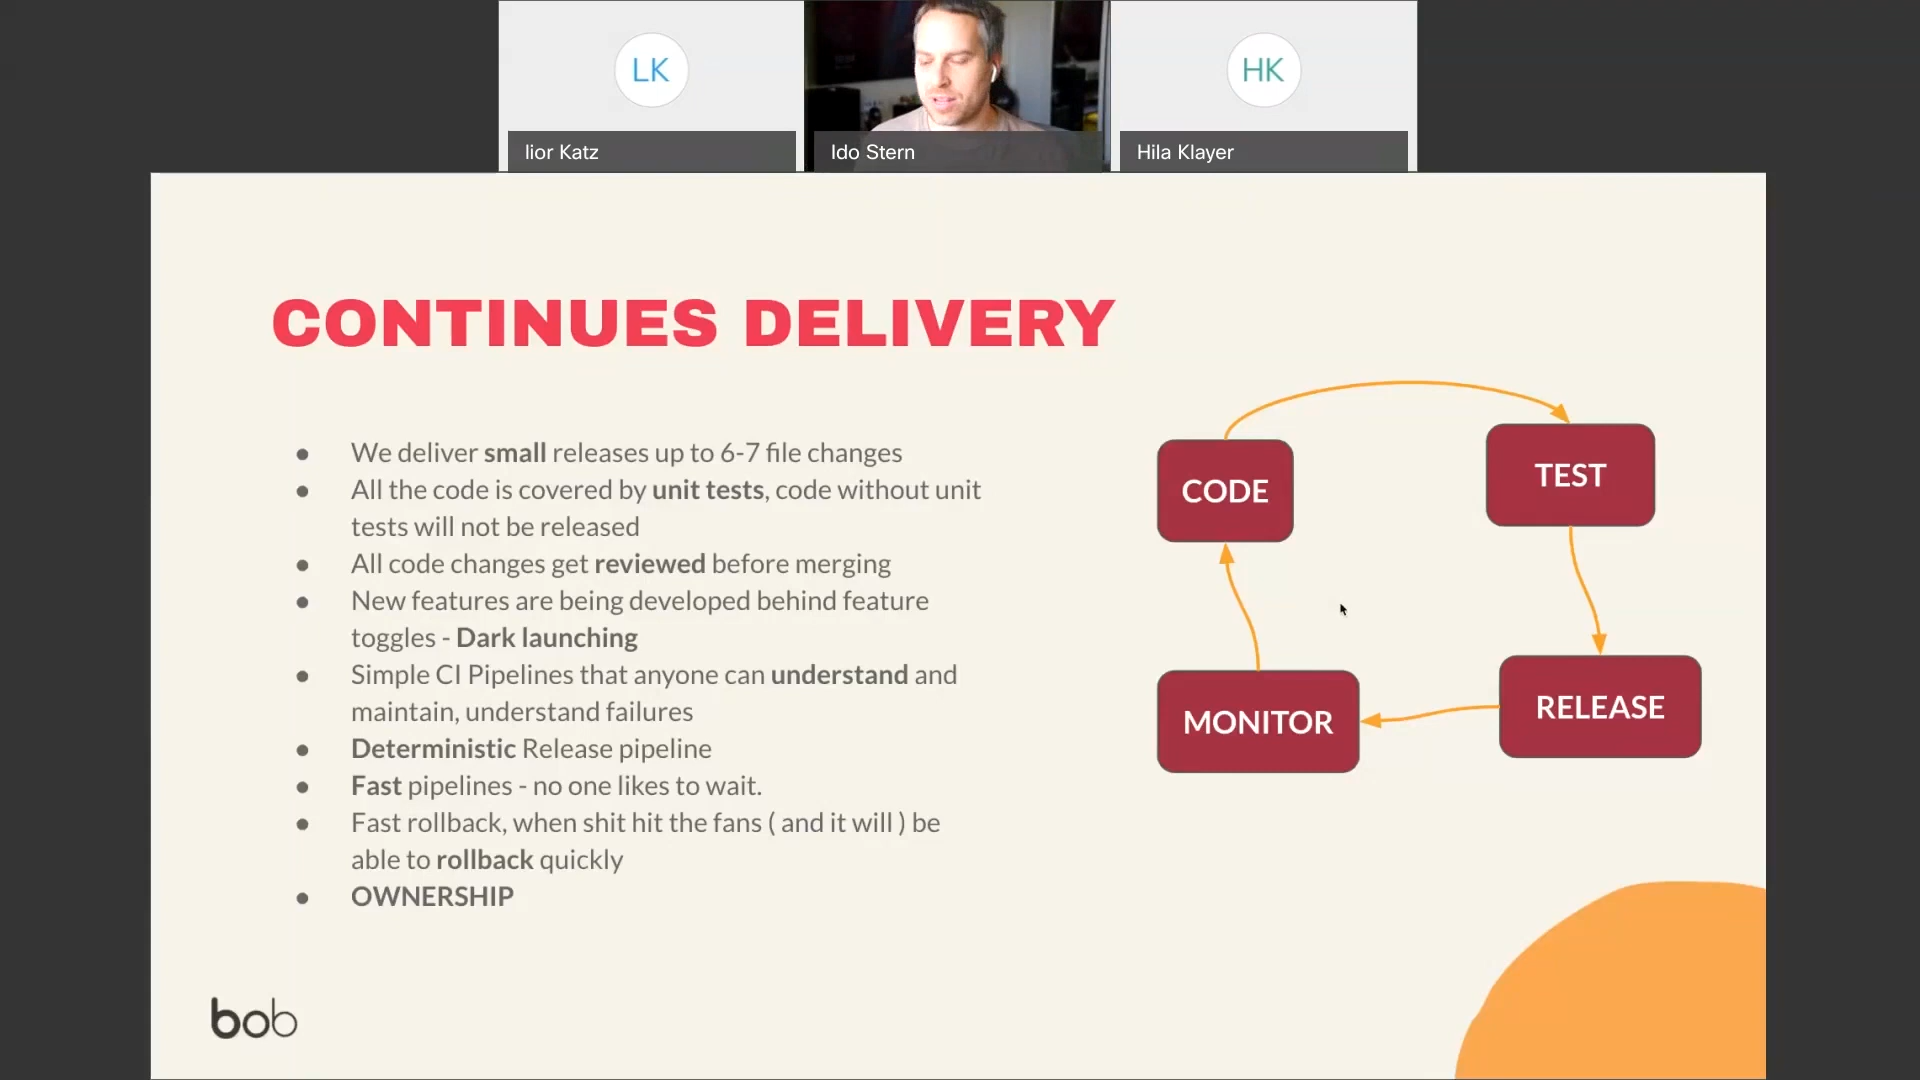 LK
HK
lior Katz
Ido Stern
Hila Klayer
CONTINUES DELIVERY
We deliver small releases up to 6-7 file changes
All the code is covered by unit tests, code without unit
tests will not be released
All code changes get reviewed before merging
New features are being developed behind feature
toggles - Dark launching
Simple CI Pipelines that anyone can understand and
maintain, understand failures
Deterministic Release pipeline
Fast pipelines - no one likes to wait.
Fast rollback, when shit hit the fans ( and it will ) be
able to rollback quickly
OWNERSHIP
CODE
TEST
RELEASE
MONITOR
bob